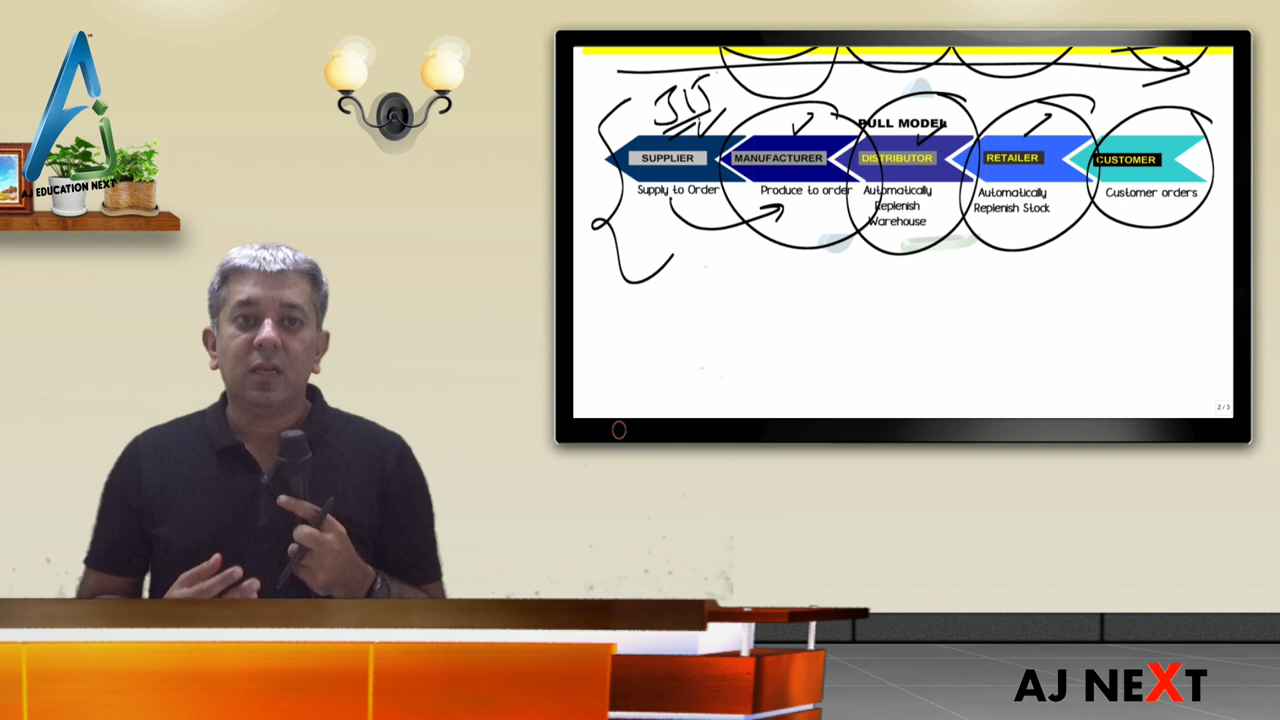 AJ EDUCATION NEXT
JIT
PULL MODEL
SUPPLIER
MANUFACTURER
DISTRIBUTOR
RETAILER
CUSTOMER
Supply to Order
Produce to order
Automatically
Replenish
Warehouse
Automatically
Replenish Stock
Customer orders
2/3
AJ NEXT